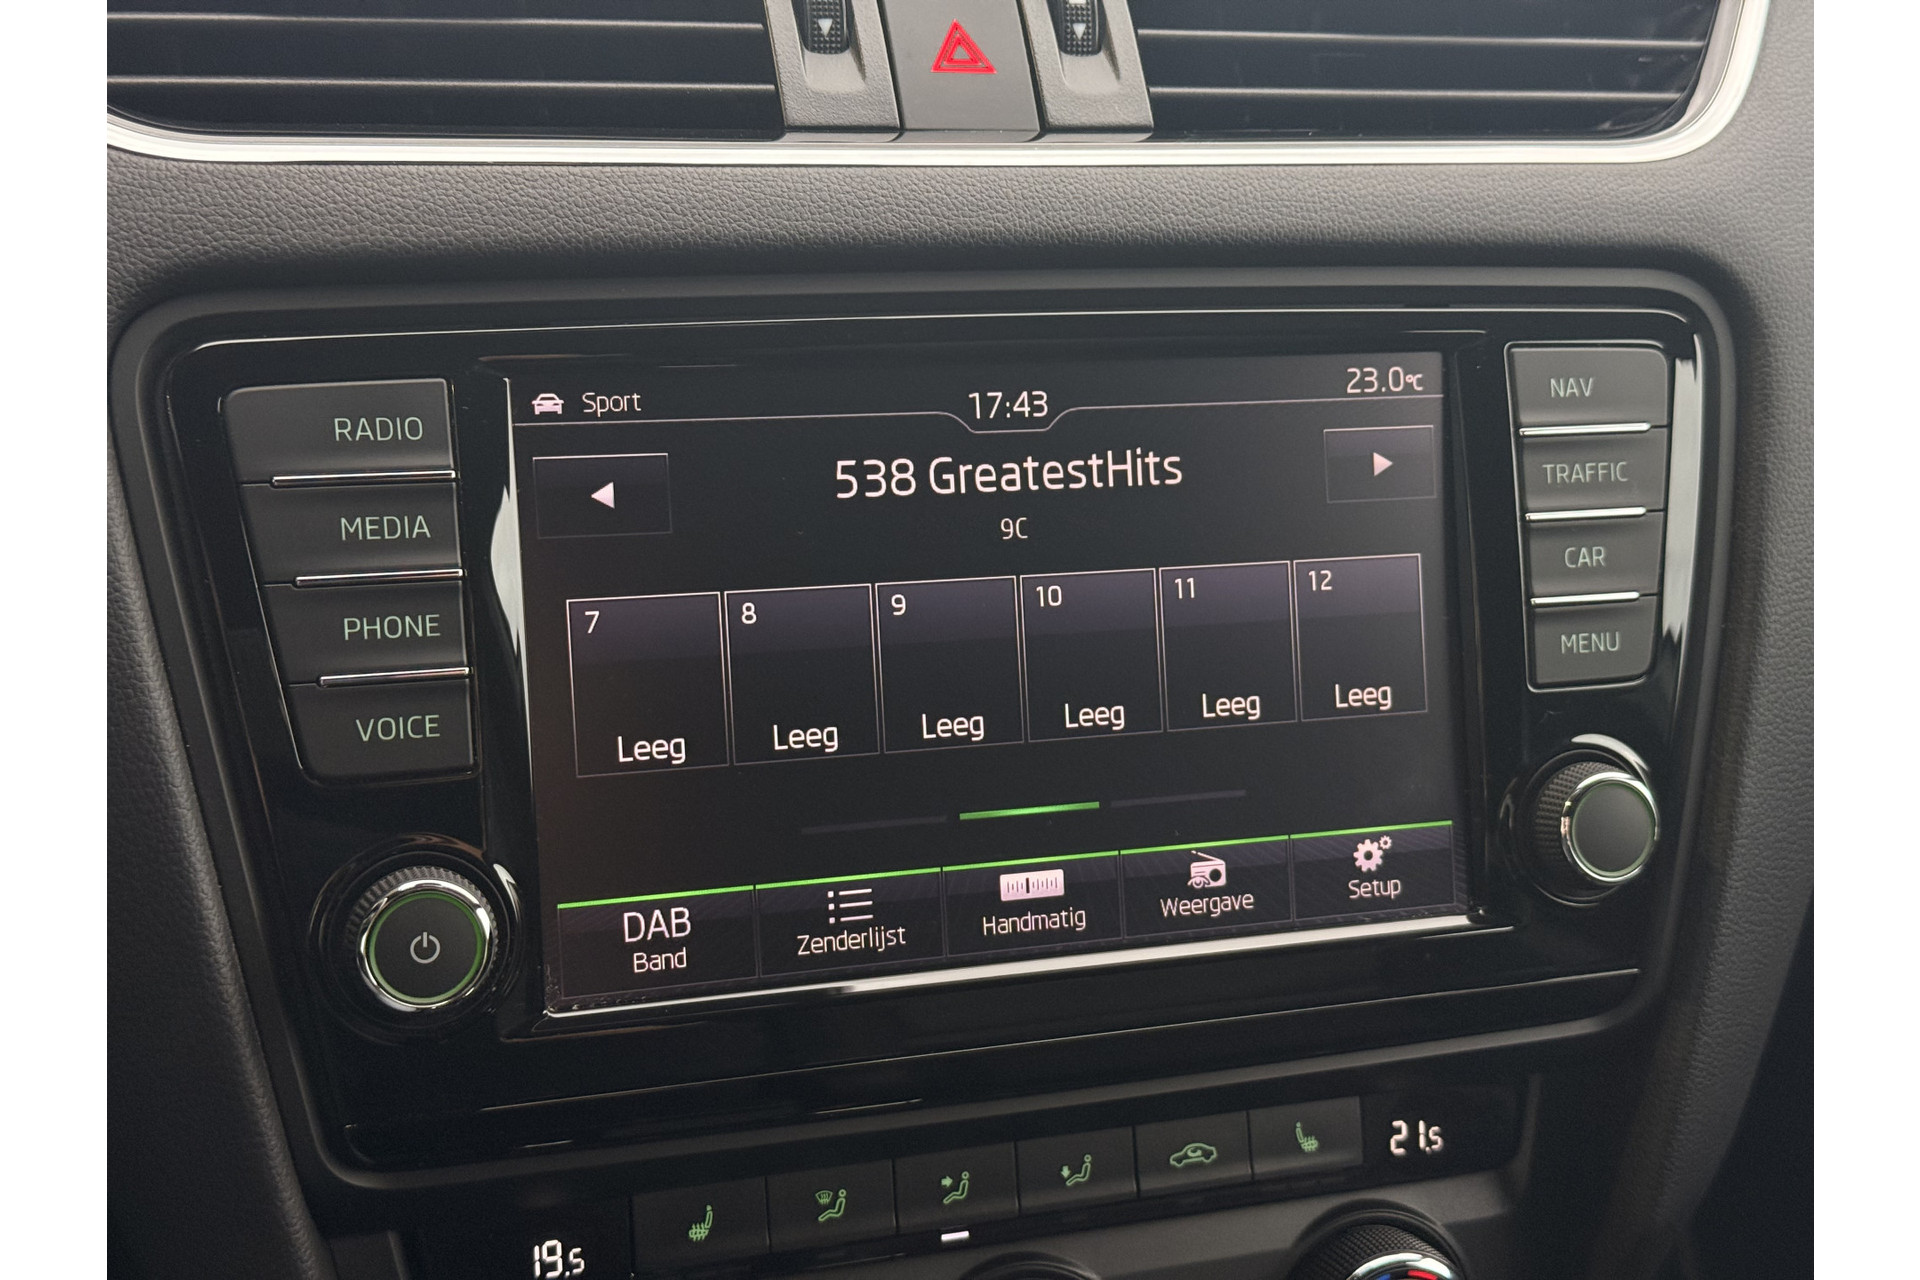 RADIO
MEDIA
PHONE
VOICE
Sport
17:43
23.0°C
538 GreatestHits
9C
7
8
9
10
11
12
Leeg
Leeg
Leeg
Leeg
Leeg
Leeg
DAB
Band
Zenderlijst
Handmatig
Weergave
Setup
NAV
TRAFFIC
CAR
MENU
19.5
21.5